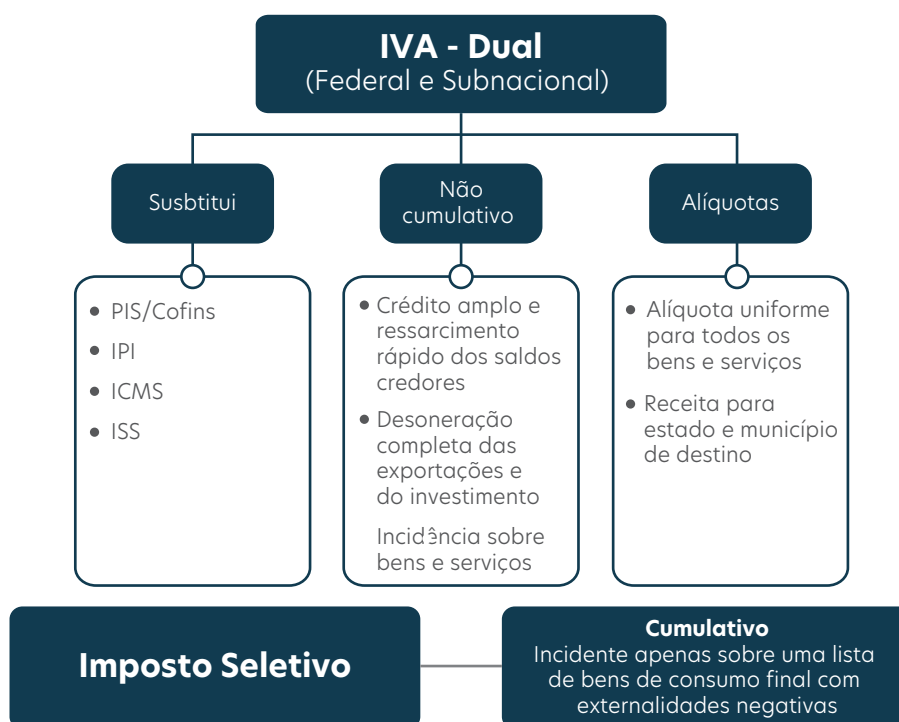 IVA - Dual
(Federal e Subnacional)
Susbtitui
Não
cumulativo
Alíquotas
• PIS/Cofins
• IPI
• ICMS
• ISS
• Crédito amplo e
ressarcimento
rápido dos saldos
credores
• Desoneração
completa das
exportações e
do investimento
Incidência sobre
bens e serviços
• Alíquota uniforme
para todos os
bens e serviços
• Receita para
estado e município
de destino
Imposto Seletivo
Cumulativo
Incidente apenas sobre uma lista
de bens de consumo final com
externalidades negativas